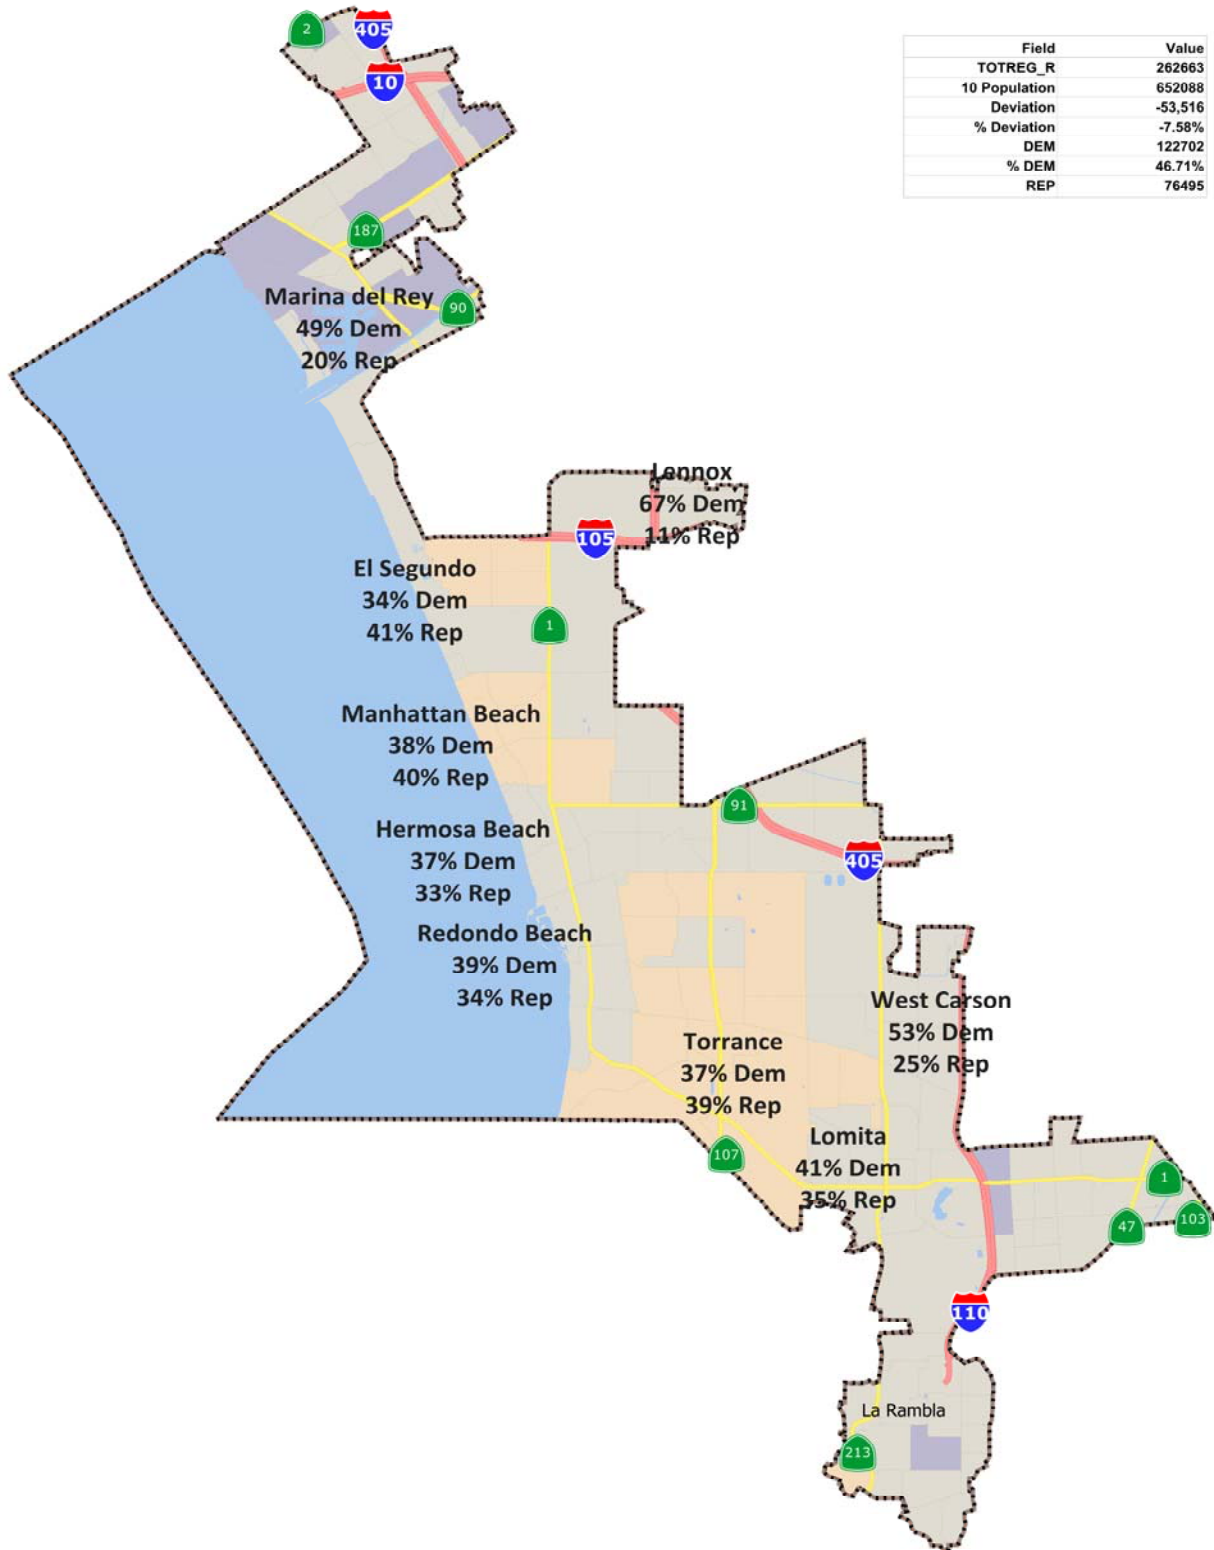 2
405
10
Field Value
TOTREG_R 262663
10 Population 652088
Deviation -53,516
% Deviation -7.58%
DEM 122702
% DEM 46.71%
REP 76495
187
Marina del Rey
49% Dem
20% Rep
90
Lennox
67% Dem
11% Rep
105
El Segundo
34% Dem
41% Rep
1
Manhattan Beach
38% Dem
40% Rep
91
Hermosa Beach
37% Dem
33% Rep
405
Redondo Beach
39% Dem
34% Rep
West Carson
53% Dem
25% Rep
Torrance
37% Dem
39% Rep
107
Lomita
41% Dem
35% Rep
1
47
103
110
La Rambla
213